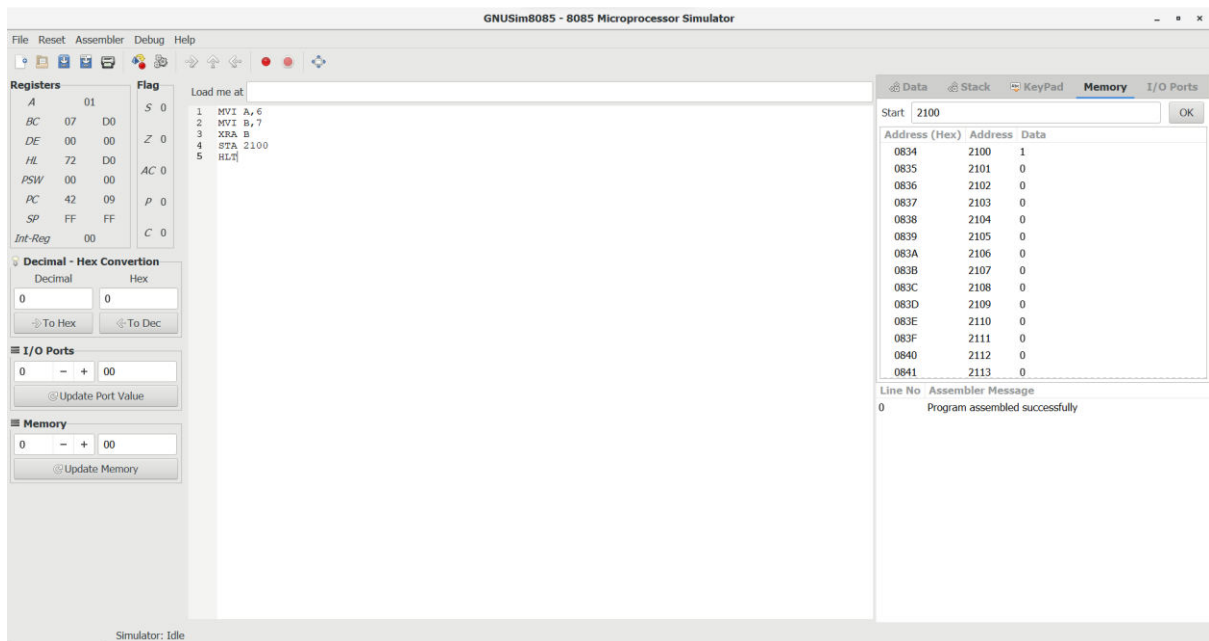 GNUSim8085 - 8085 Microprocessor Simulator
File Reset Assembler Debug Help
Registers
A 01
BC 07 D0
DE 00 00
HL 72 D0
PSW 00 00
PC 42 09
SP FF FF
Int-Reg 00
Flag
S 0
Z 0
AC 0
P 0
C 0
Decimal - Hex Convertion
Decimal Hex
0 0
To Hex To Dec
I/O Ports
0 - + 00
Update Port Value
Memory
0 - + 00
Update Memory
Load me at
1 MVI A,6
2 MVI B,7
3 XRA B
4 STA 2100
5 HLT
Data Stack KeyPad Memory I/O Ports
Start 2100 OK
Address (Hex) Address Data
0834 2100 1
0835 2101 0
0836 2102 0
0837 2103 0
0838 2104 0
0839 2105 0
083A 2106 0
083B 2107 0
083C 2108 0
083D 2109 0
083E 2110 0
083F 2111 0
0840 2112 0
0841 2113 0
Line No Assembler Message
0 Program assembled successfully
Simulator: Idle